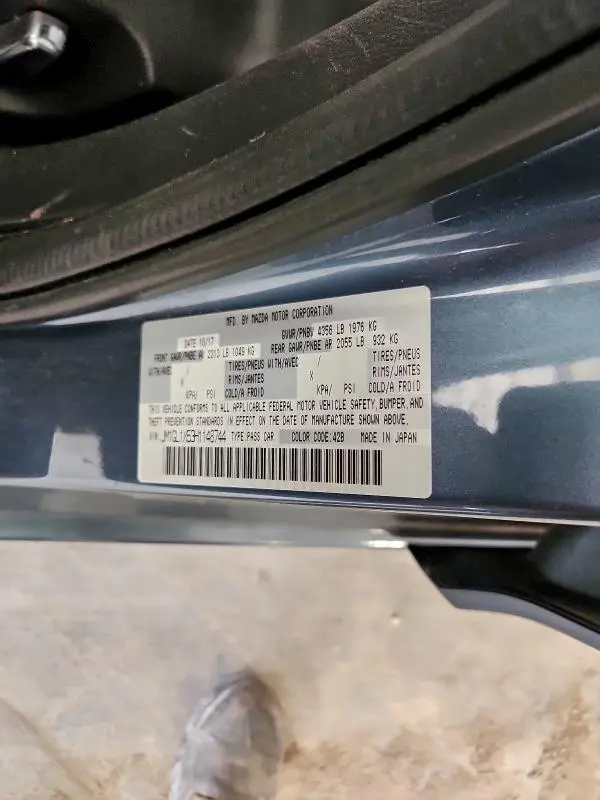 MFD. BY MAZDA MOTOR CORPORATION
DATE 10/17 GVWR/PNBV 4356 LB 1976 KG
FRONT GAWR/PNBE AV 2313 LB 1049 KG REAR GAWR/PNBE AR 2055 LB 932 KG
WITH/AVEC / TIRES/PNEUS WITH/AVEC / TIRES/PNEUS
X RIMS/JANTES X RIMS/JANTES
KPA/ PSI COLD/A FROID KPA/ PSI COLD/A FROID
THIS VEHICLE CONFORMS TO ALL APPLICABLE FEDERAL MOTOR VEHICLE SAFETY, BUMPER, AND
THEFT PREVENTION STANDARDS IN EFFECT ON THE DATE OF MANUFACTURE SHOWN ABOVE.
TYPE PASS CAR COLOR CODE:42B MADE IN JAPAN